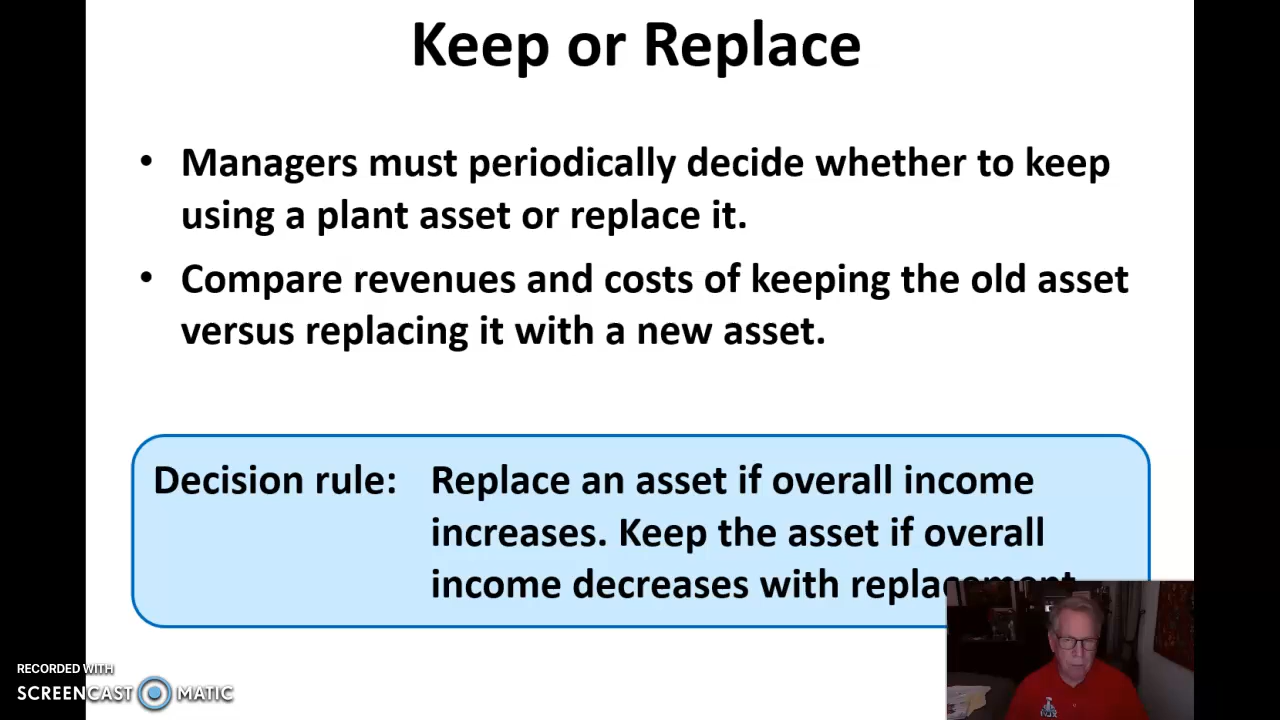 Keep or Replace
• Managers must periodically decide whether to keep
using a plant asset or replace it.
• Compare revenues and costs of keeping the old asset
versus replacing it with a new asset.
Decision rule: Replace an asset if overall income
increases. Keep the asset if overall
income decreases with replacement
RECORDED WITH
SCREENCAST MATIC